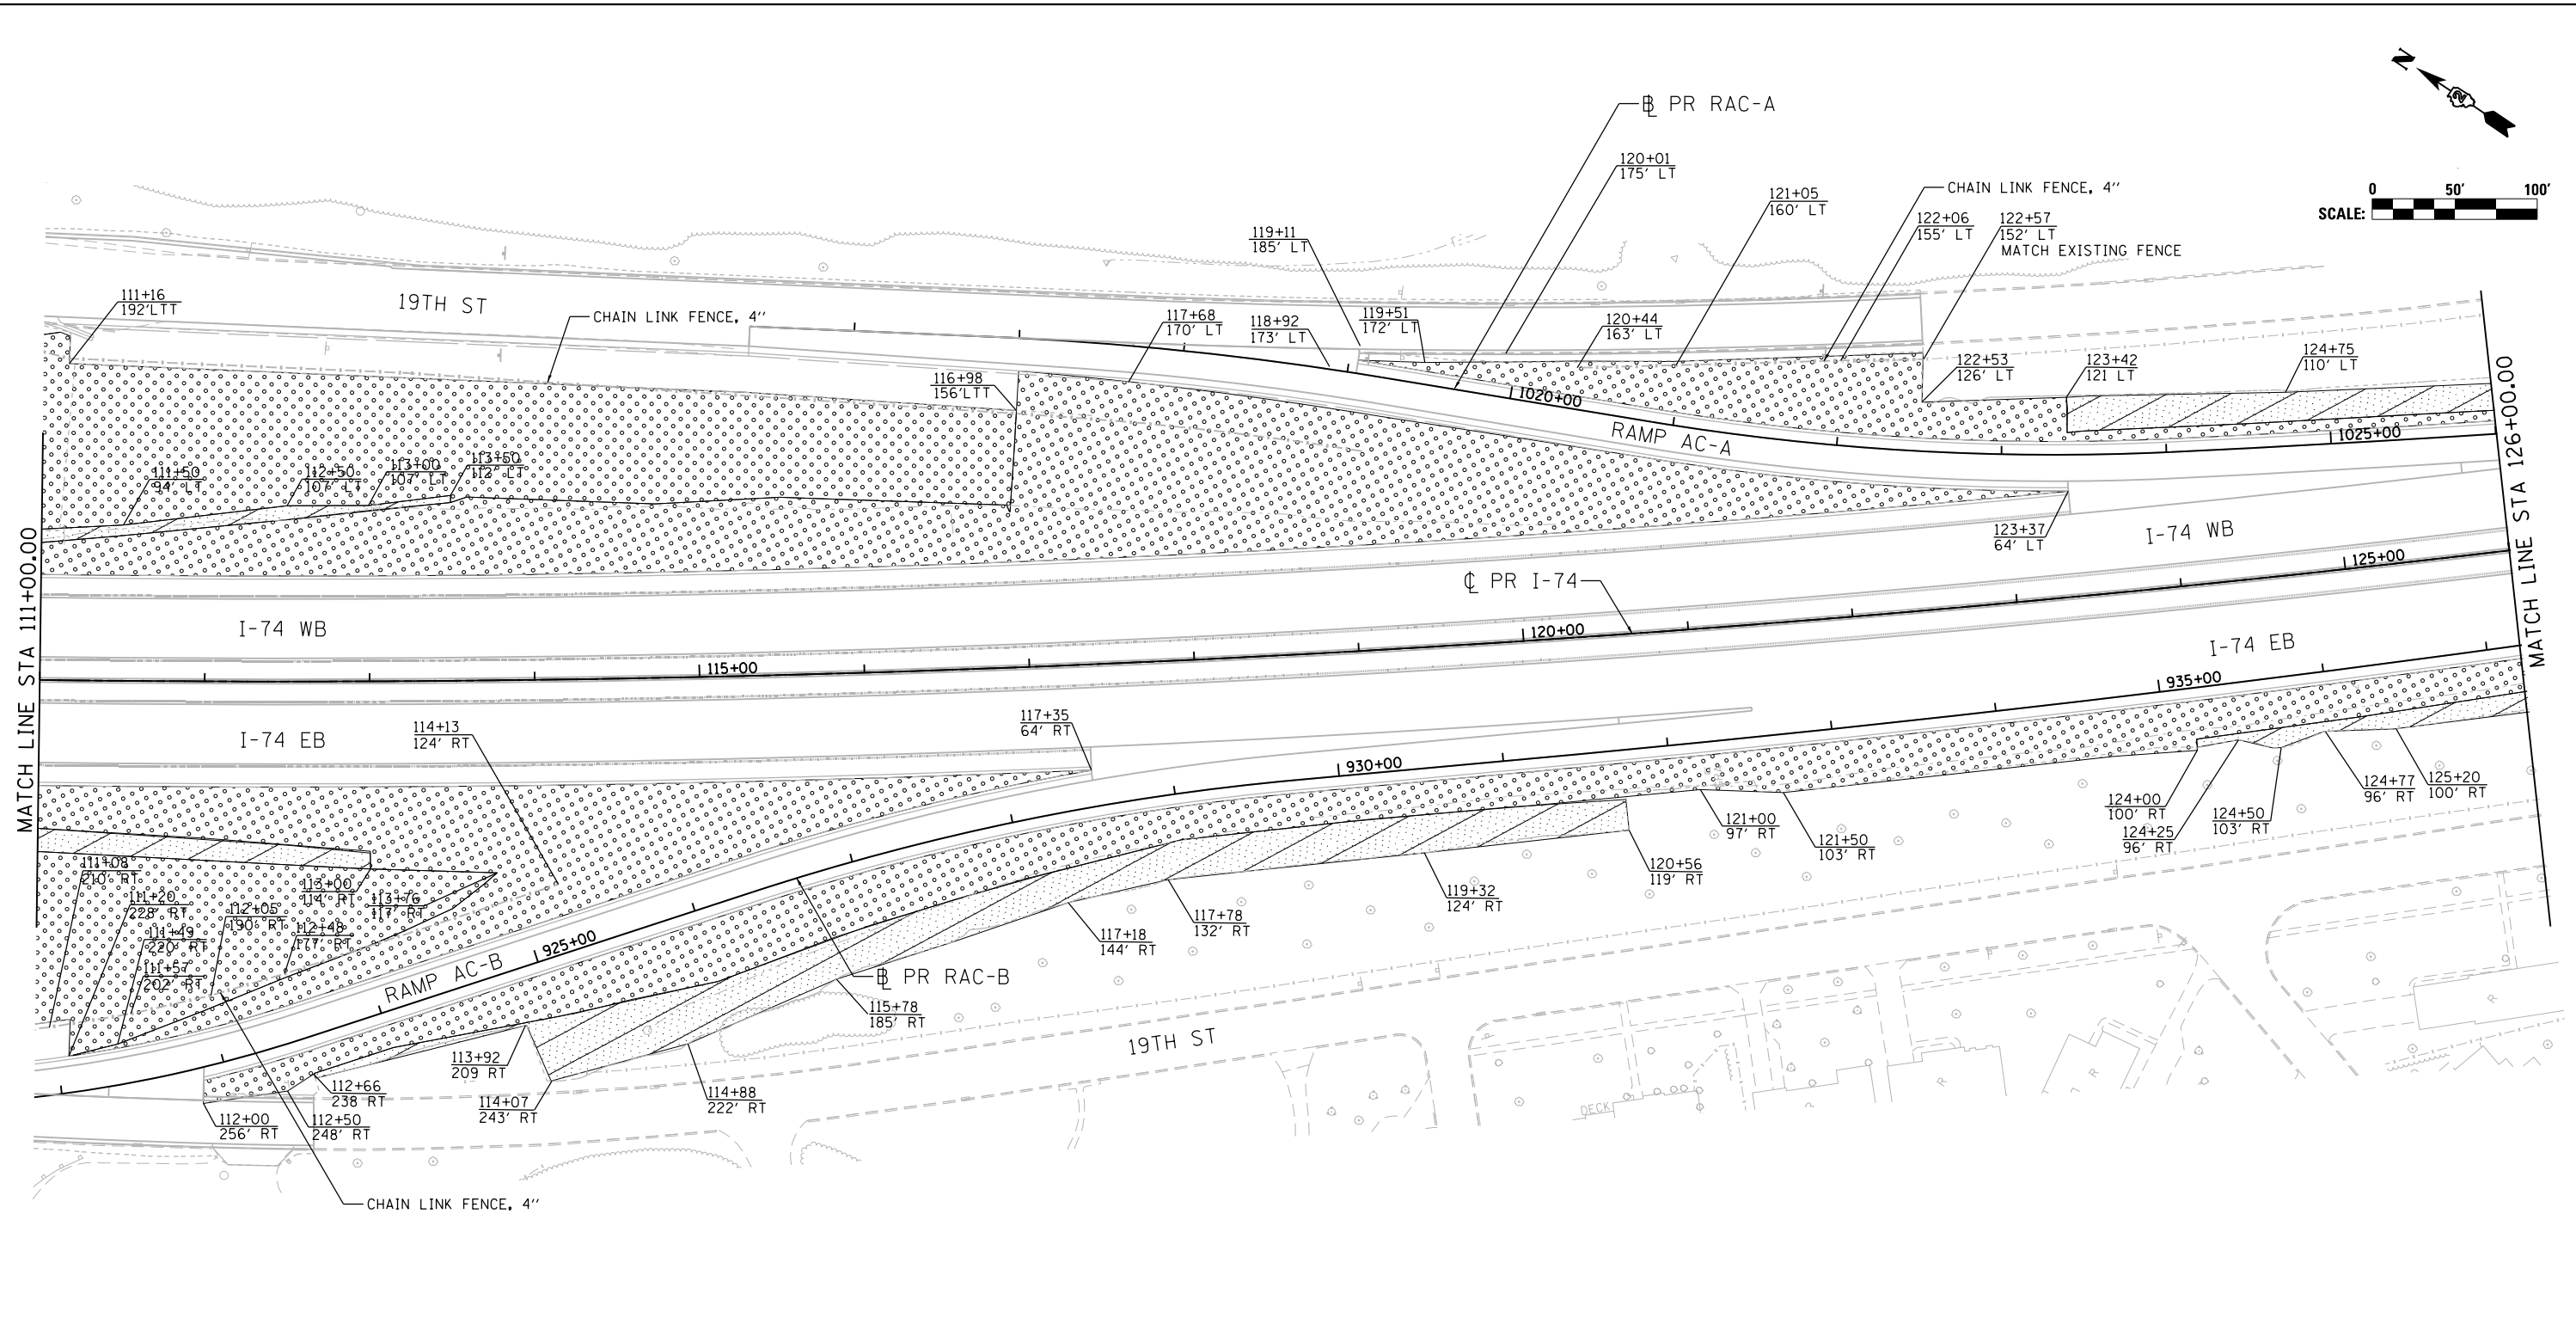 N
2
℄ PR RAC-A
120+01
175' LT
121+05
160' LT
CHAIN LINK FENCE, 4''
122+06
155' LT
122+57
152' LT
MATCH EXISTING FENCE
0 50' 100'
SCALE:
119+11
185' LT
111+16
192'LTT
19TH ST
CHAIN LINK FENCE, 4''
117+68
170' LT
118+92
173' LT
119+51
172' LT
120+44
163' LT
122+53
126' LT
123+42
121 LT
124+75
110' LT
116+98
156'LTT
1020+00
RAMP AC-A
1025+00
111+50
94' LT
112+50
107' LT
113+00
107' LT
113+50
112' LT
123+37
64' LT
I-74 WB
MATCH LINE STA 126+00.00
MATCH LINE STA 111+00.00
I-74 WB
℄ PR I-74
125+00
120+00
115+00
I-74 EB
935+00
I-74 EB
114+13
124' RT
117+35
64' RT
930+00
124+77
96' RT
125+20
100' RT
124+00
100' RT
124+25
96' RT
124+50
103' RT
121+00
97' RT
121+50
103' RT
120+56
119' RT
119+32
124' RT
117+78
132' RT
117+18
144' RT
111+08
210' RT
111+20
228' RT
111+49
220' RT
111+57
202' RT
112+05
190' RT
113+00
114' RT
113+76
117' RT
112+48
177' RT
925+00
RAMP AC-B
℄ PR RAC-B
115+78
185' RT
19TH ST
113+92
209 RT
112+66
238 RT
114+07
243' RT
114+88
222' RT
112+00
256' RT
112+50
248' RT
DECK
R
R
R
CHAIN LINK FENCE, 4''